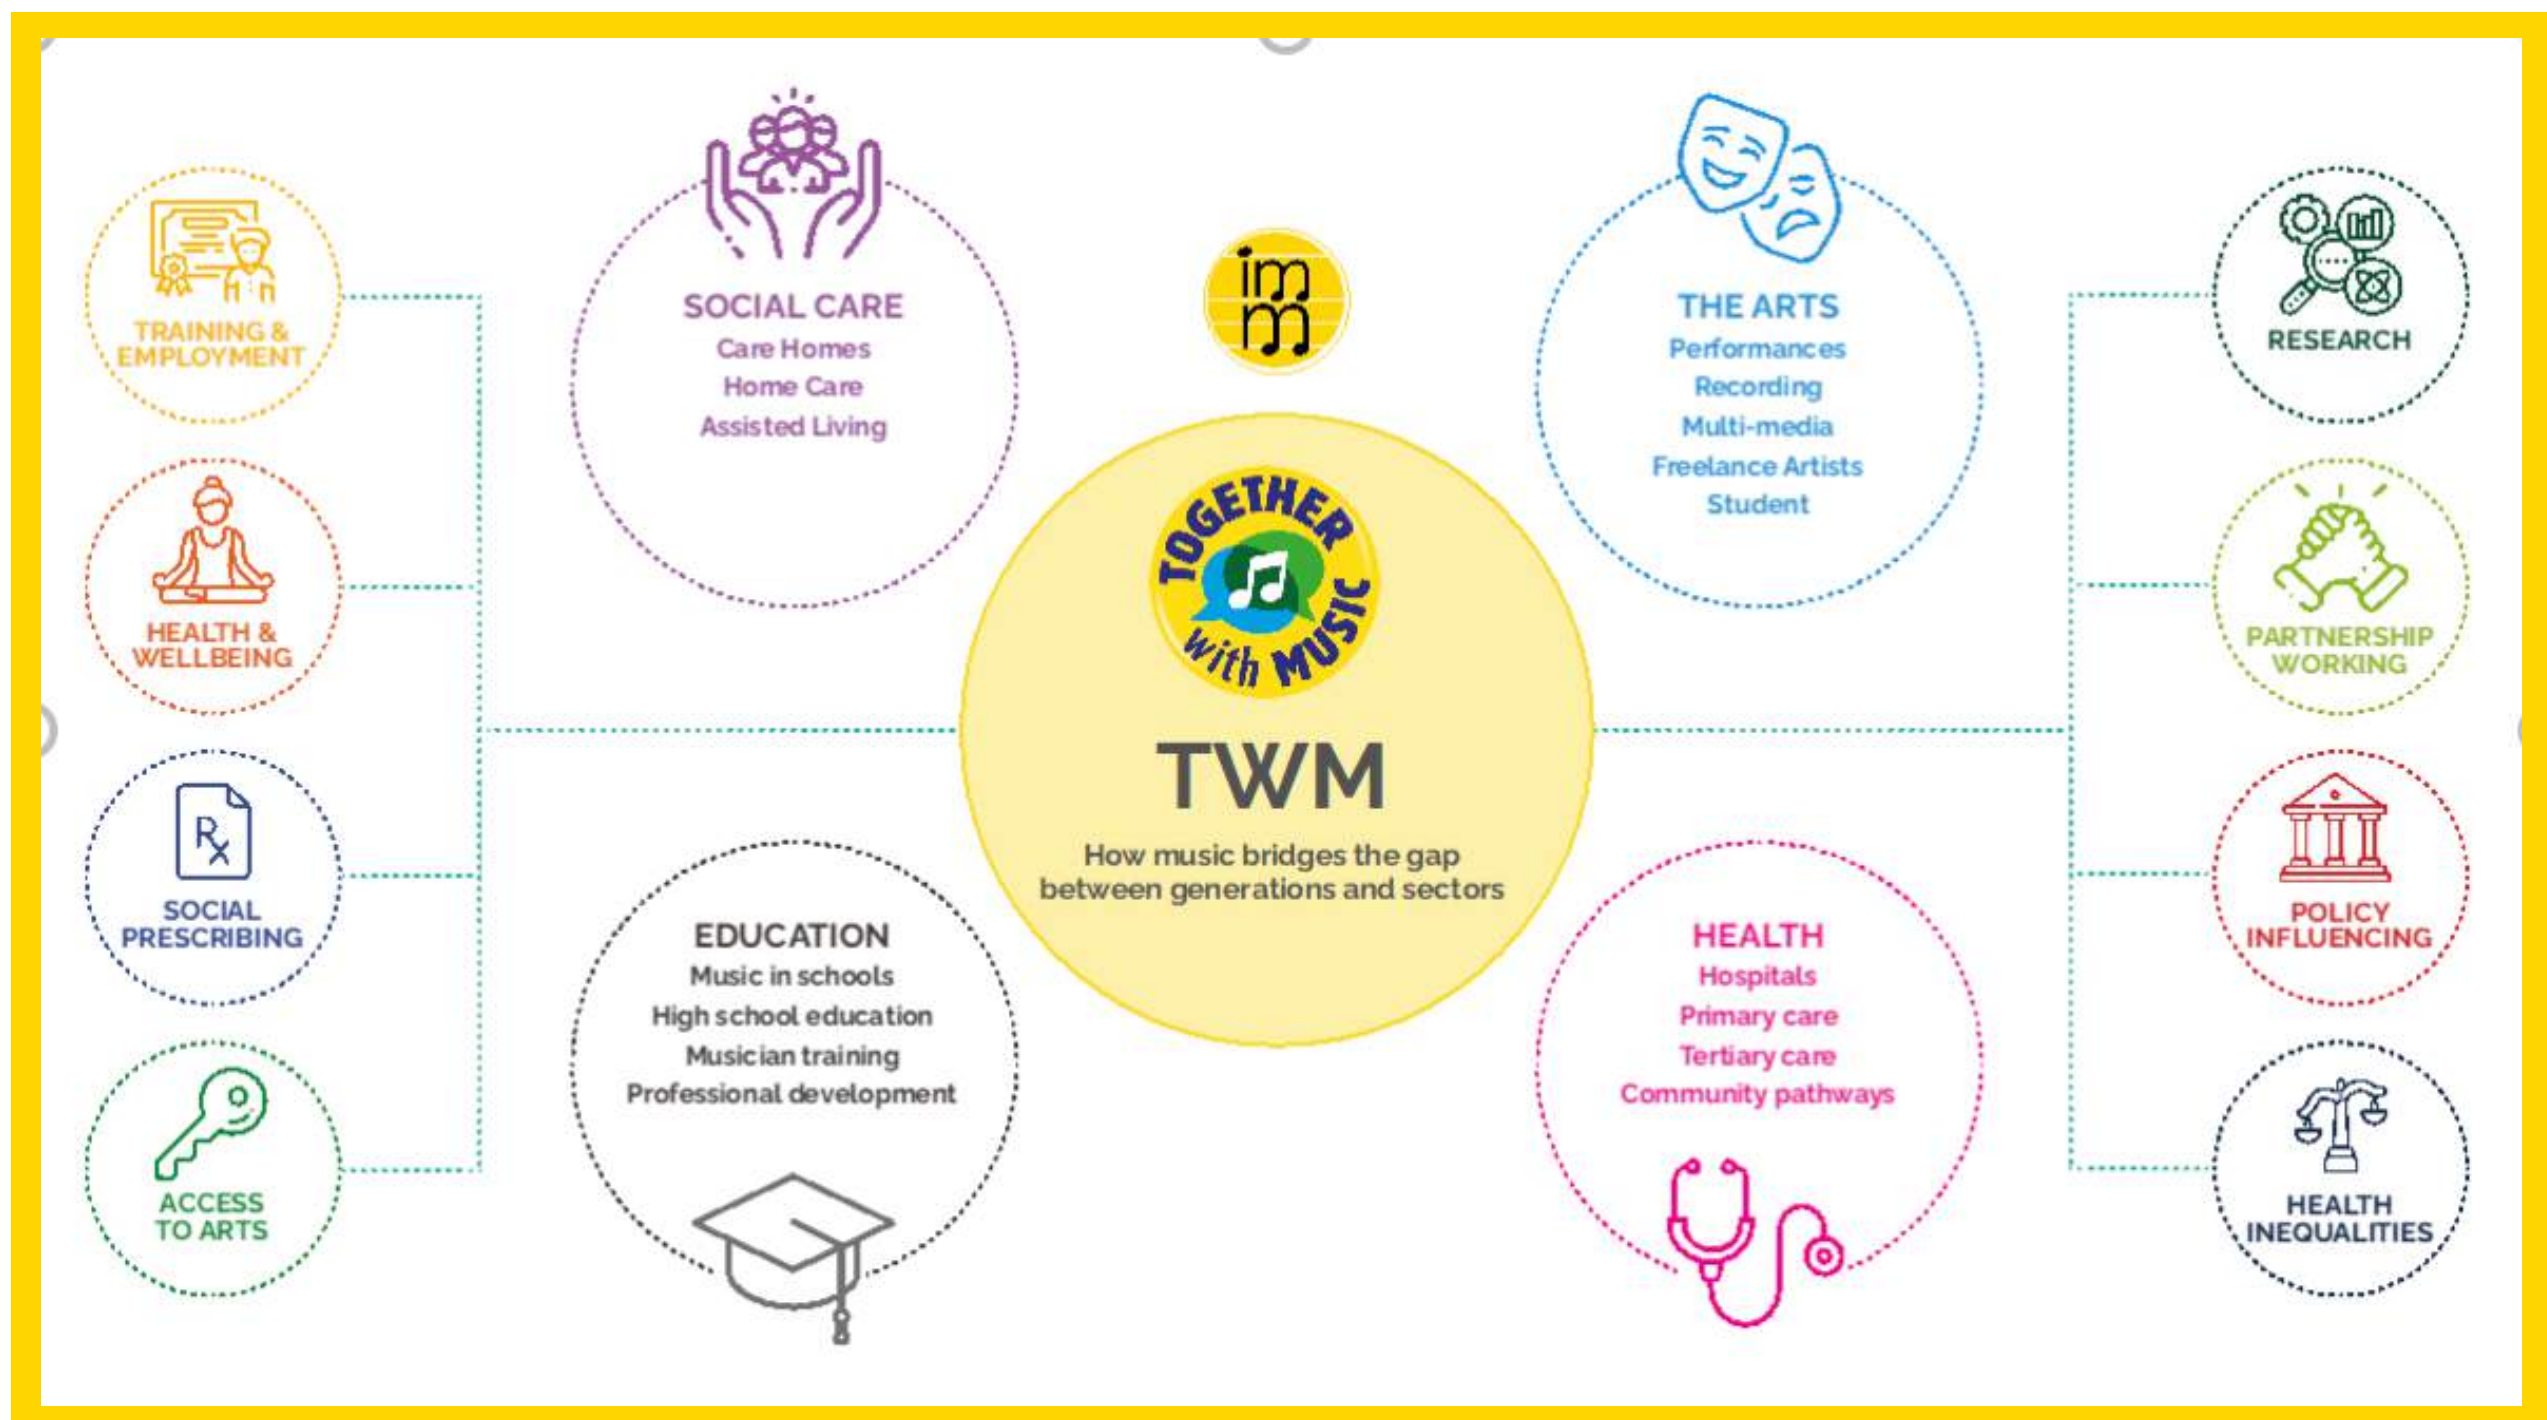 TRAINING &
EMPLOYMENT
HEALTH &
WELLBEING
Rx
SOCIAL
PRESCRIBING
ACCESS
TO ARTS
SOCIAL CARE
Care Homes
Home Care
Assisted Living
EDUCATION
Music in schools
High school education
Musician training
Professional development
im
m
TOGETHER
with MUSIC
TWM
How music bridges the gap
between generations and sectors
THE ARTS
Performances
Recording
Multi-media
Freelance Artists
Student
HEALTH
Hospitals
Primary care
Tertiary care
Community pathways
RESEARCH
PARTNERSHIP
WORKING
POLICY
INFLUENCING
HEALTH
INEQUALITIES